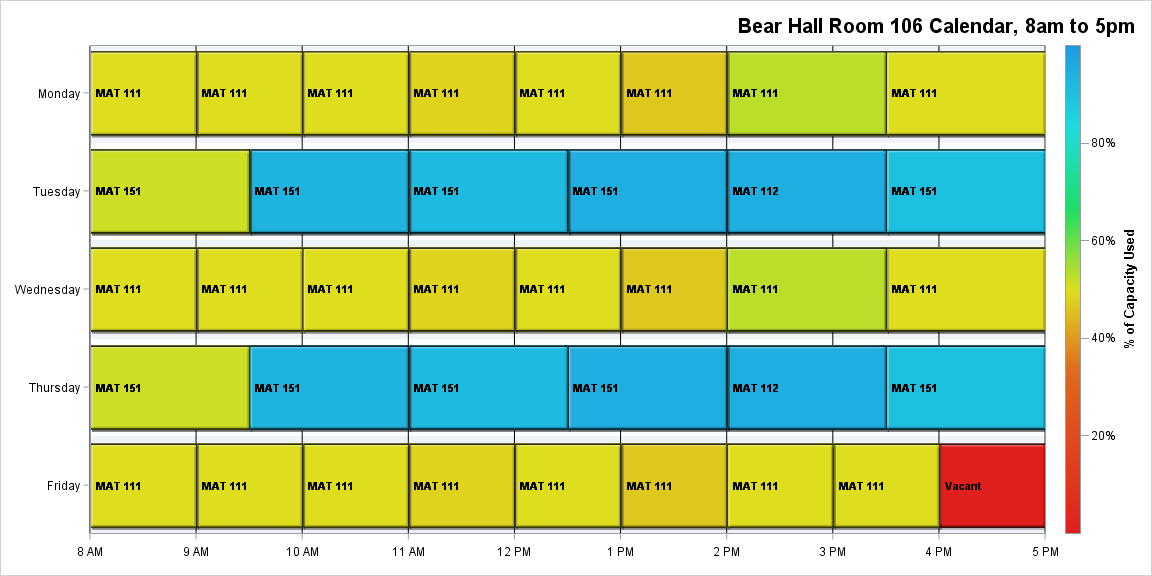 Bear Hall Room 106 Calendar, 8am to 5pm
Monday MAT 111 MAT 111 MAT 111 MAT 111 MAT 111 MAT 111 MAT 111 MAT 111
Tuesday MAT 151 MAT 151 MAT 151 MAT 151 MAT 112 MAT 151
Wednesday MAT 111 MAT 111 MAT 111 MAT 111 MAT 111 MAT 111 MAT 111 MAT 111
Thursday MAT 151 MAT 151 MAT 151 MAT 151 MAT 112 MAT 151
Friday MAT 111 MAT 111 MAT 111 MAT 111 MAT 111 MAT 111 MAT 111 MAT 111 Vacant
8 AM 9 AM 10 AM 11 AM 12 PM 1 PM 2 PM 3 PM 4 PM 5 PM
80%
60%
40%
20%
% of Capacity Used